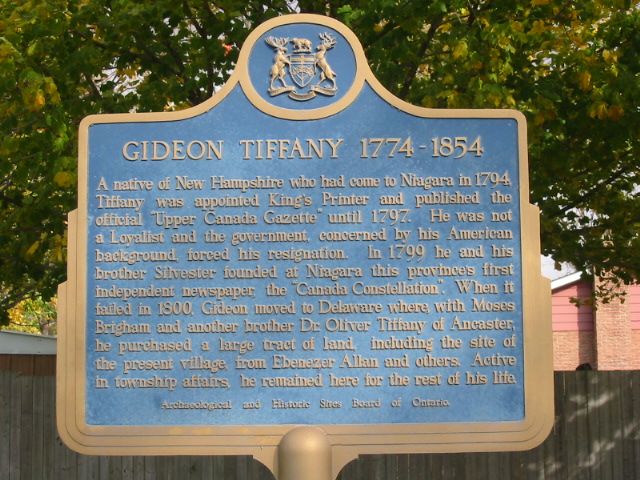 GIDEON TIFFANY 1774-1854
A native of New Hampshire who had come to Niagara in 1794,
Tiffany was appointed King's Printer and published the
official "Upper Canada Gazette" until 1797. He was not
a Loyalist and the government, concerned by his American
background, forced his resignation. In 1799 he and his
brother Silvester founded at Niagara this province's first
independent newspaper, the "Canada Constellation". When it
failed in 1800, Gideon moved to Delaware where, with Moses
Brigham and another brother Dr. Oliver Tiffany of Ancaster,
he purchased a large tract of land, including the site of
the present village, from Ebenezer Allan and others. Active
in township affairs, he remained here for the rest of his life.
Archaeological and Historic Sites Board of Ontario.